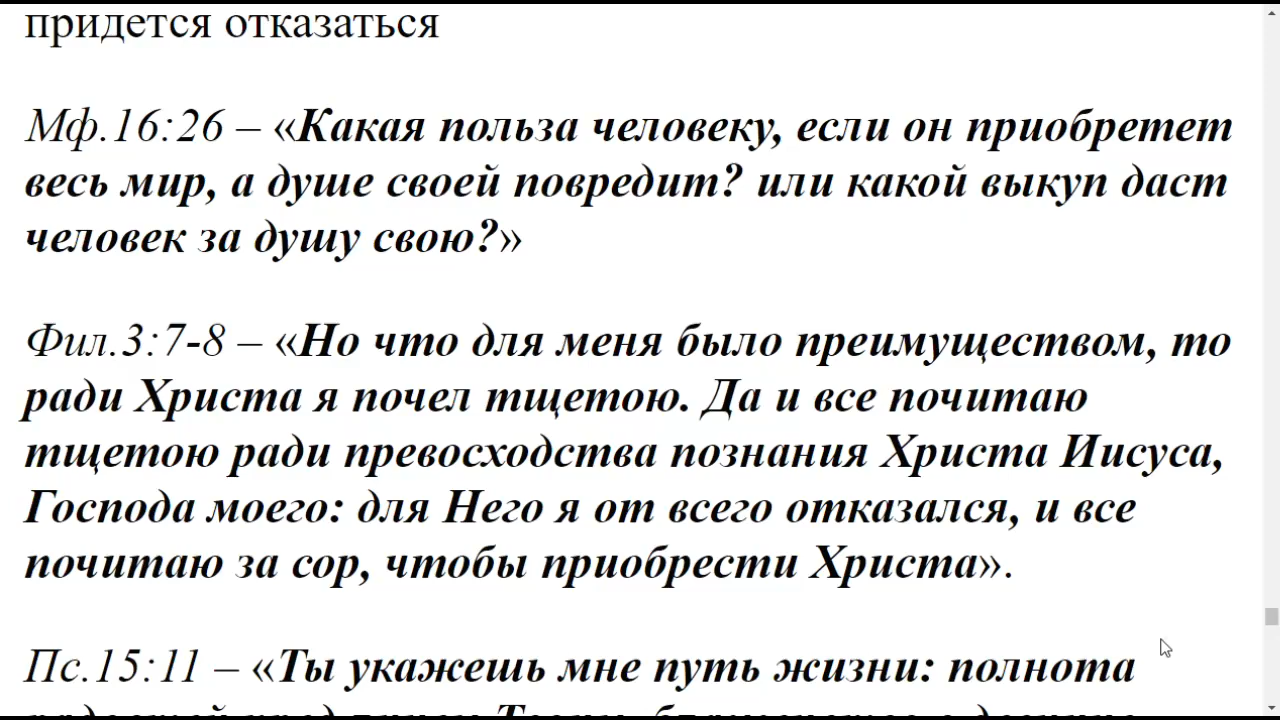 придется отказаться
Мф.16:26 – «Какая польза человеку, если он приобретет
весь мир, а душе своей повредит? или какой выкуп даст
человек за душу свою?»
Фил.3:7-8 – «Но что для меня было преимуществом, то
ради Христа я почел тщетою. Да и все почитаю
тщетою ради превосходства познания Христа Иисуса,
Господа моего: для Него я от всего отказался, и все
почитаю за сор, чтобы приобрести Христа».
Пс.15:11 – «Ты укажешь мне путь жизни: полнота